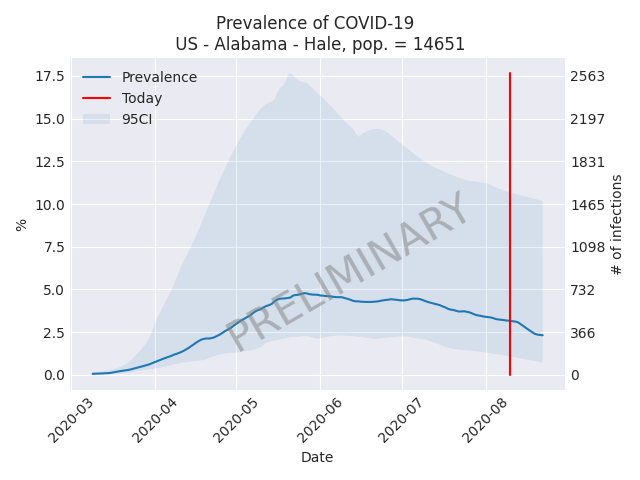 Prevalence of COVID-19
US - Alabama - Hale, pop. = 14651
Prevalence
Today
95CI
PRELIMINARY
17.5
15.0
12.5
10.0
7.5
5.0
2.5
0.0
%
2563
2197
1831
1465
1098
732
366
0
# of infections
2020-03
2020-04
2020-05
2020-06
2020-07
2020-08
Date